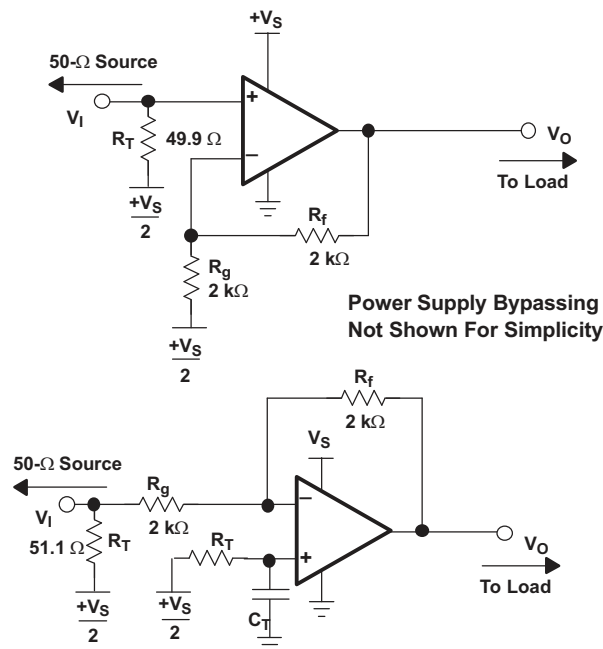 +VS
50-Ω Source
VI
+
RT
49.9 Ω
−
VO
To Load
+VS
2
Rf
2 kΩ
Rg
2 kΩ
+VS
2
Power Supply Bypassing
Not Shown For Simplicity
Rf
2 kΩ
VS
50-Ω Source
Rg
VI
2 kΩ
−
51.1 Ω
RT
RT
+
VO
To Load
+VS
2
+VS
2
CT